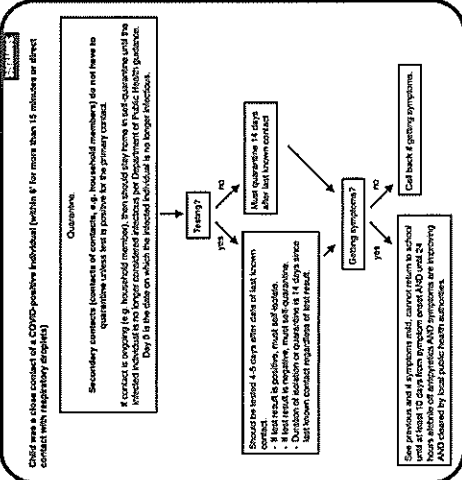 Child was a close contact of a COVID-positive individual (within 6' for more than 15 minutes or direct
contact with respiratory droplets)
Quarantine.
Secondary contacts (contacts of contacts, e.g. household members) do not have to
quarantine unless test is positive for the primary contact.
If contact is ongoing (e.g. household member), then should stay home in self-quarantine until the
infected individual is no longer considered infectious per Department of Public Health guidance.
Day 0 is the date on which the infected individual is no longer infectious.
Testing?
yes
no
Should be tested 4-5 days after date of last known
contact.
- If test result is positive, must self-isolate.
- If test result is negative, must self-quarantine.
- Duration of isolation or quarantine is 14 days since
last known contact regardless of test result.
Must quarantine 14 days
after last known contact
Getting symptoms?
yes
no
See previous and if symptoms mild, cannot return to school
until at least 10 days from symptom onset AND until 24
hours afebrile off antipyretics AND symptoms are improving
AND cleared by local public health authorities.
Call back if getting symptoms.